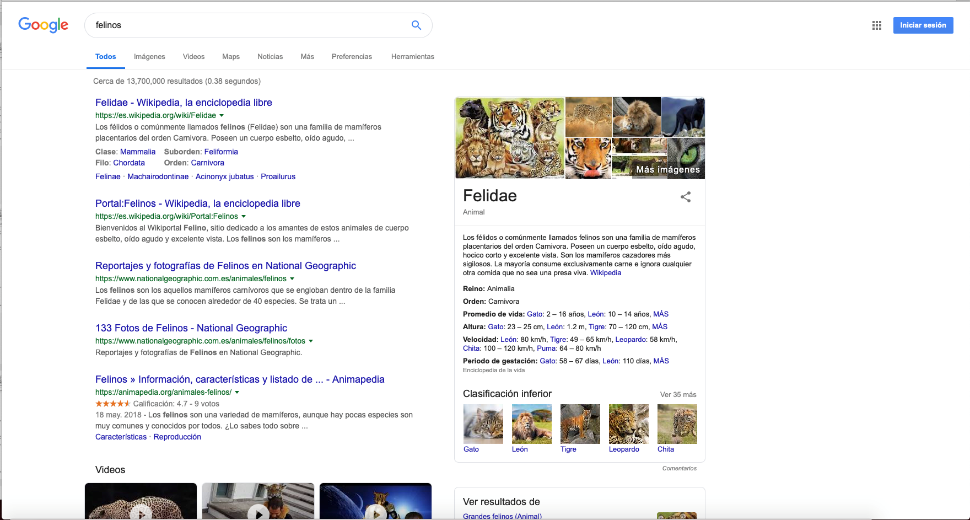 Google
felinos
Iniciar sesión
Todos Imágenes Videos Maps Noticias Más Preferencias Herramientas
Cerca de 13,700,000 resultados (0.38 segundos)
Felidae - Wikipedia, la enciclopedia libre
https://es.wikipedia.org/wiki/Felidae
Los félidos o comúnmente llamados felinos (Felidae) son una familia de mamíferos
placentarios del orden Carnivora. Poseen un cuerpo esbelto, oído agudo, ...
Clase: Mammalia Suborden: Feliformia
Filo: Chordata Orden: Carnivora
Felinae · Machairodontinae · Acinonyx jubatus · Proailurus
Portal:Felinos - Wikipedia, la enciclopedia libre
https://es.wikipedia.org/wiki/Portal:Felinos
Bienvenidos al Wikiportal Felino, sitio dedicado a los amantes de estos animales de cuerpo
esbelto, oído agudo y excelente vista. Los felinos son los mamíferos ...
Reportajes y fotografías de Felinos en National Geographic
https://www.nationalgeographic.com.es/animales/felinos
Los felinos son los aquellos mamíferos carnívoros que se engloban dentro de la familia
Felidae y de las que se conocen alrededor de 40 especies. Se trata un ...
133 Fotos de Felinos - National Geographic
https://www.nationalgeographic.com.es/animales/felinos/fotos
Reportajes y fotografías de Felinos en National Geographic.
Felinos » Información, características y listado de ... - Animapedia
https://animapedia.org/animales-felinos/
Calificación: 4.7 - 9 votos
18 may. 2018 - Los felinos son una variedad de mamíferos, aunque hay pocas especies son
muy comunes y conocidos por todos. ¿Lo sabes todo sobre ...
Características · Reproducción
Videos
Más imágenes
Felidae
Animal
Los félidos o comúnmente llamados felinos son una familia de mamíferos
placentarios del orden Carnivora. Poseen un cuerpo esbelto, oído agudo,
hocico corto y excelente vista. Son los mamíferos cazadores más
sigilosos. La mayoría consume exclusivamente carne e ignora cualquier
otra comida que no sea una presa viva. Wikipedia
Reino: Animalia
Orden: Carnivora
Promedio de vida: Gato: 2 – 16 años, León: 10 – 14 años, MÁS
Altura: Gato: 23 – 25 cm, León: 1.2 m, Tigre: 70 – 120 cm, MÁS
Velocidad: León: 80 km/h, Tigre: 49 – 65 km/h, Leopardo: 58 km/h,
Chita: 100 – 120 km/h, Puma: 64 – 80 km/h
Periodo de gestación: Gato: 58 – 67 días, León: 110 días, MÁS
Enciclopedia de la vida
Clasificación inferior Ver 35 más
Gato León Tigre Leopardo Chita
Comentarios
Ver resultados de
Grandes felinos (Animal)